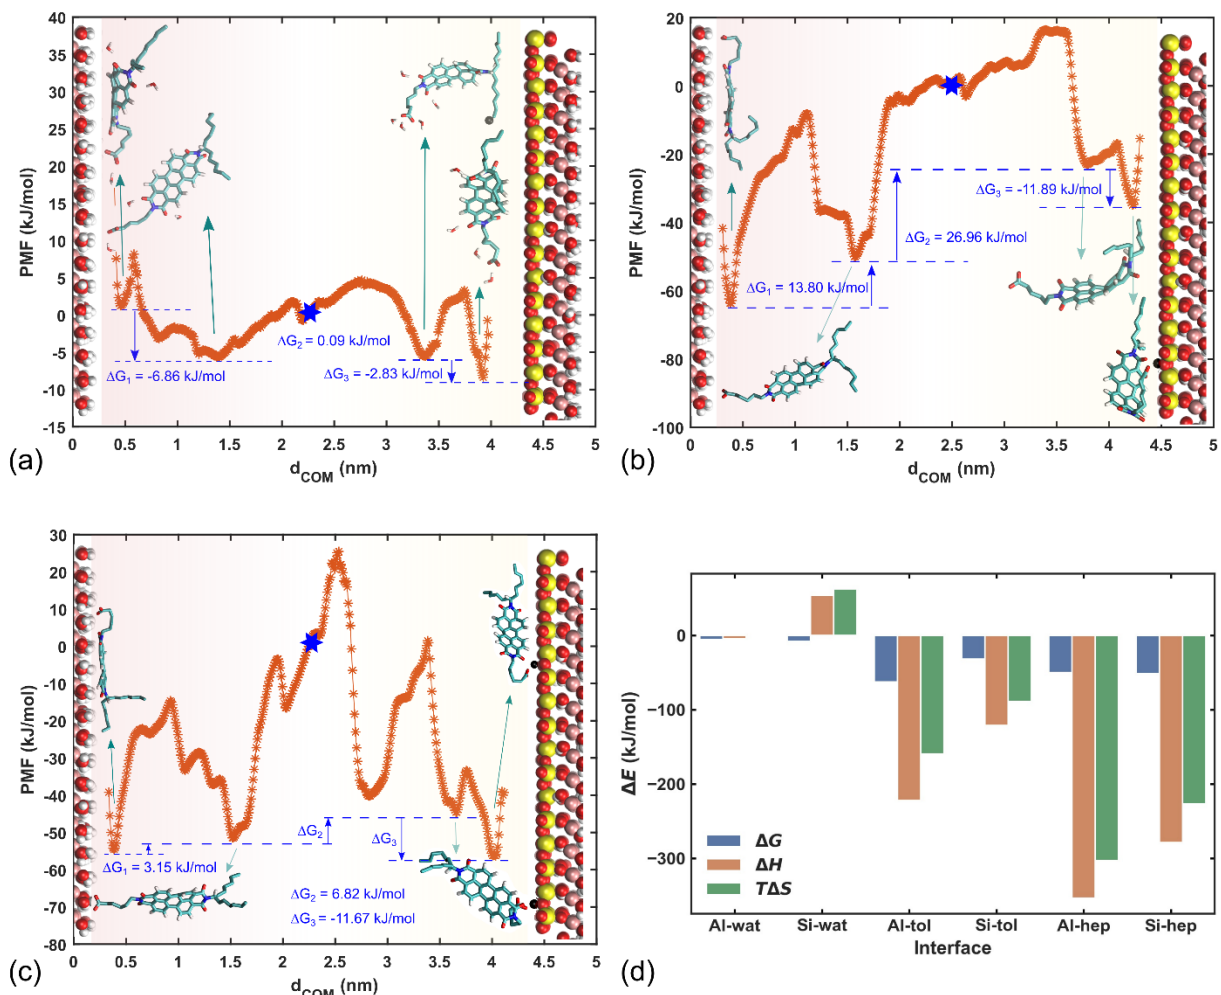 40
35
30
25
20
15
10
5
0
-5
-10
-15
PMF (kJ/mol)
ΔG2 = 0.09 kJ/mol
ΔG1 = -6.86 kJ/mol
ΔG3 = -2.83 kJ/mol
0 0.5 1 1.5 2 2.5 3 3.5 4 4.5 5
(a)
dCOM (nm)
20
0
-20
-40
-60
-80
-100
PMF (kJ/mol)
ΔG3 = -11.89 kJ/mol
ΔG2 = 26.96 kJ/mol
ΔG1 = 13.80 kJ/mol
0 0.5 1 1.5 2 2.5 3 3.5 4 4.5 5
(b)
dCOM (nm)
30
20
10
0
-10
-20
-30
-40
-50
-60
-70
-80
PMF (kJ/mol)
ΔG2
ΔG3
ΔG1 = 3.15 kJ/mol
ΔG2 = 6.82 kJ/mol
ΔG3 = -11.67 kJ/mol
0 0.5 1 1.5 2 2.5 3 3.5 4 4.5 5
(c)
dCOM (nm)
0
−100
−200
−300
ΔE (kJ/mol)
ΔG
ΔH
TΔS
Al-wat Si-wat Al-tol Si-tol Al-hep Si-hep
(d)
Interface